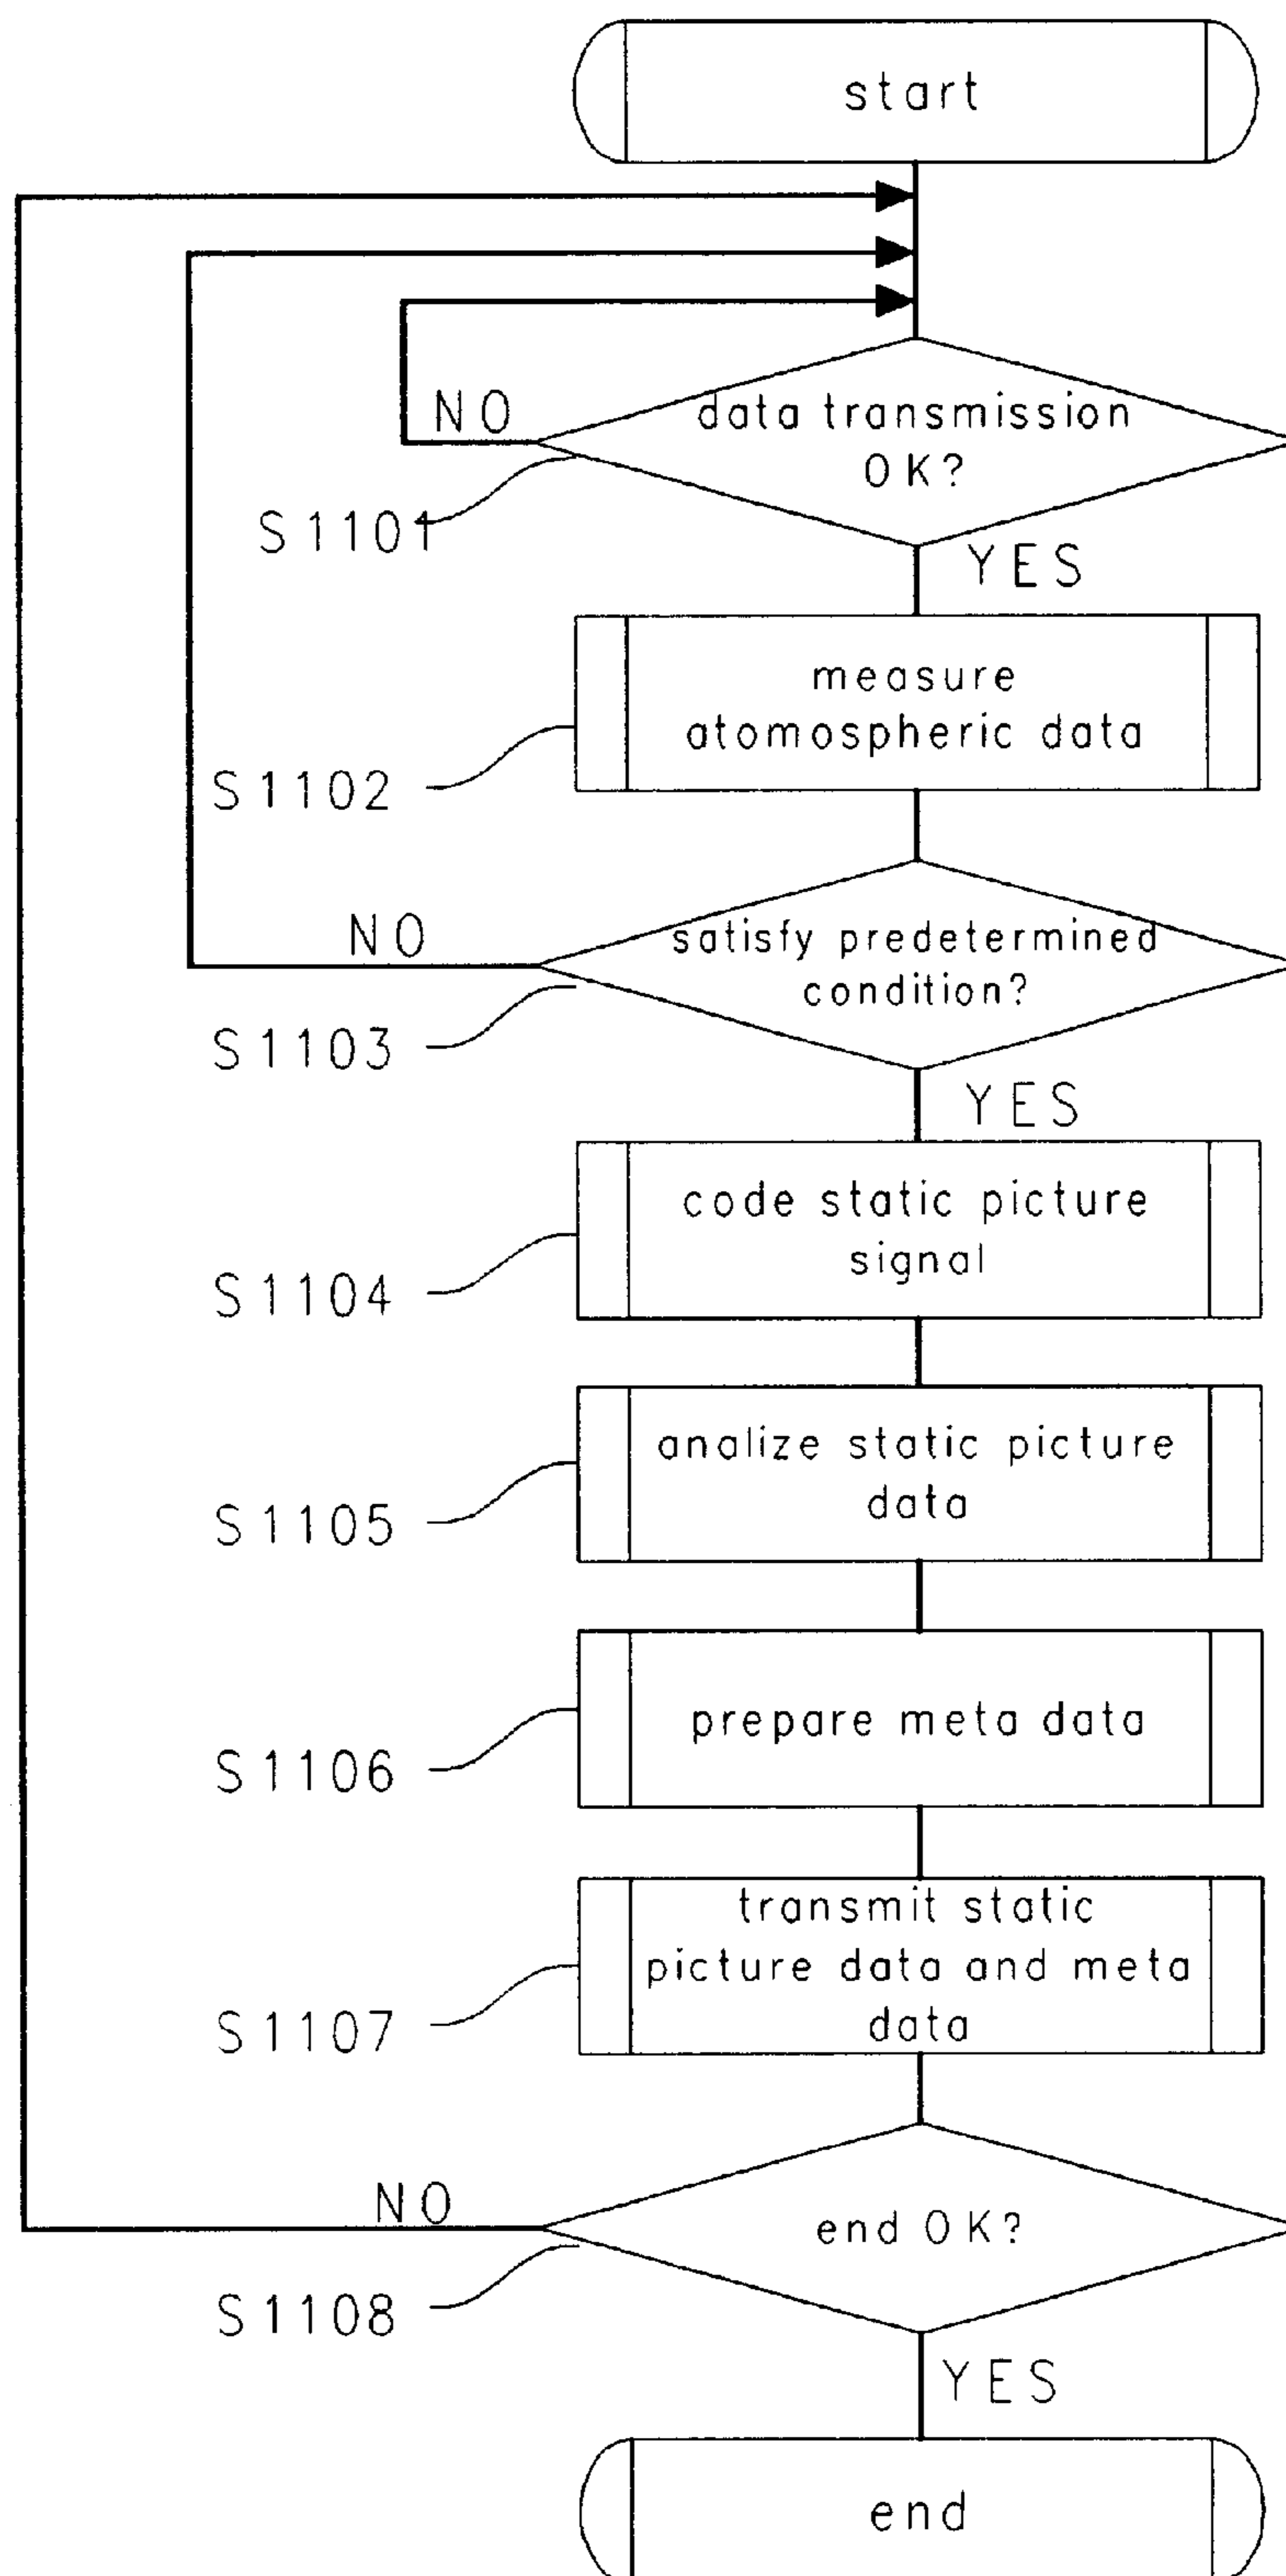 start
NO
data transmission
OK?
S1101
YES
measure
atomospheric data
S1102
NO
satisfy predetermined
condition?
S1103
YES
code static picture
signal
S1104
analize static picture
data
S1105
prepare meta data
S1106
transmit static
picture data and meta
data
S1107
NO
end OK?
S1108
YES
end